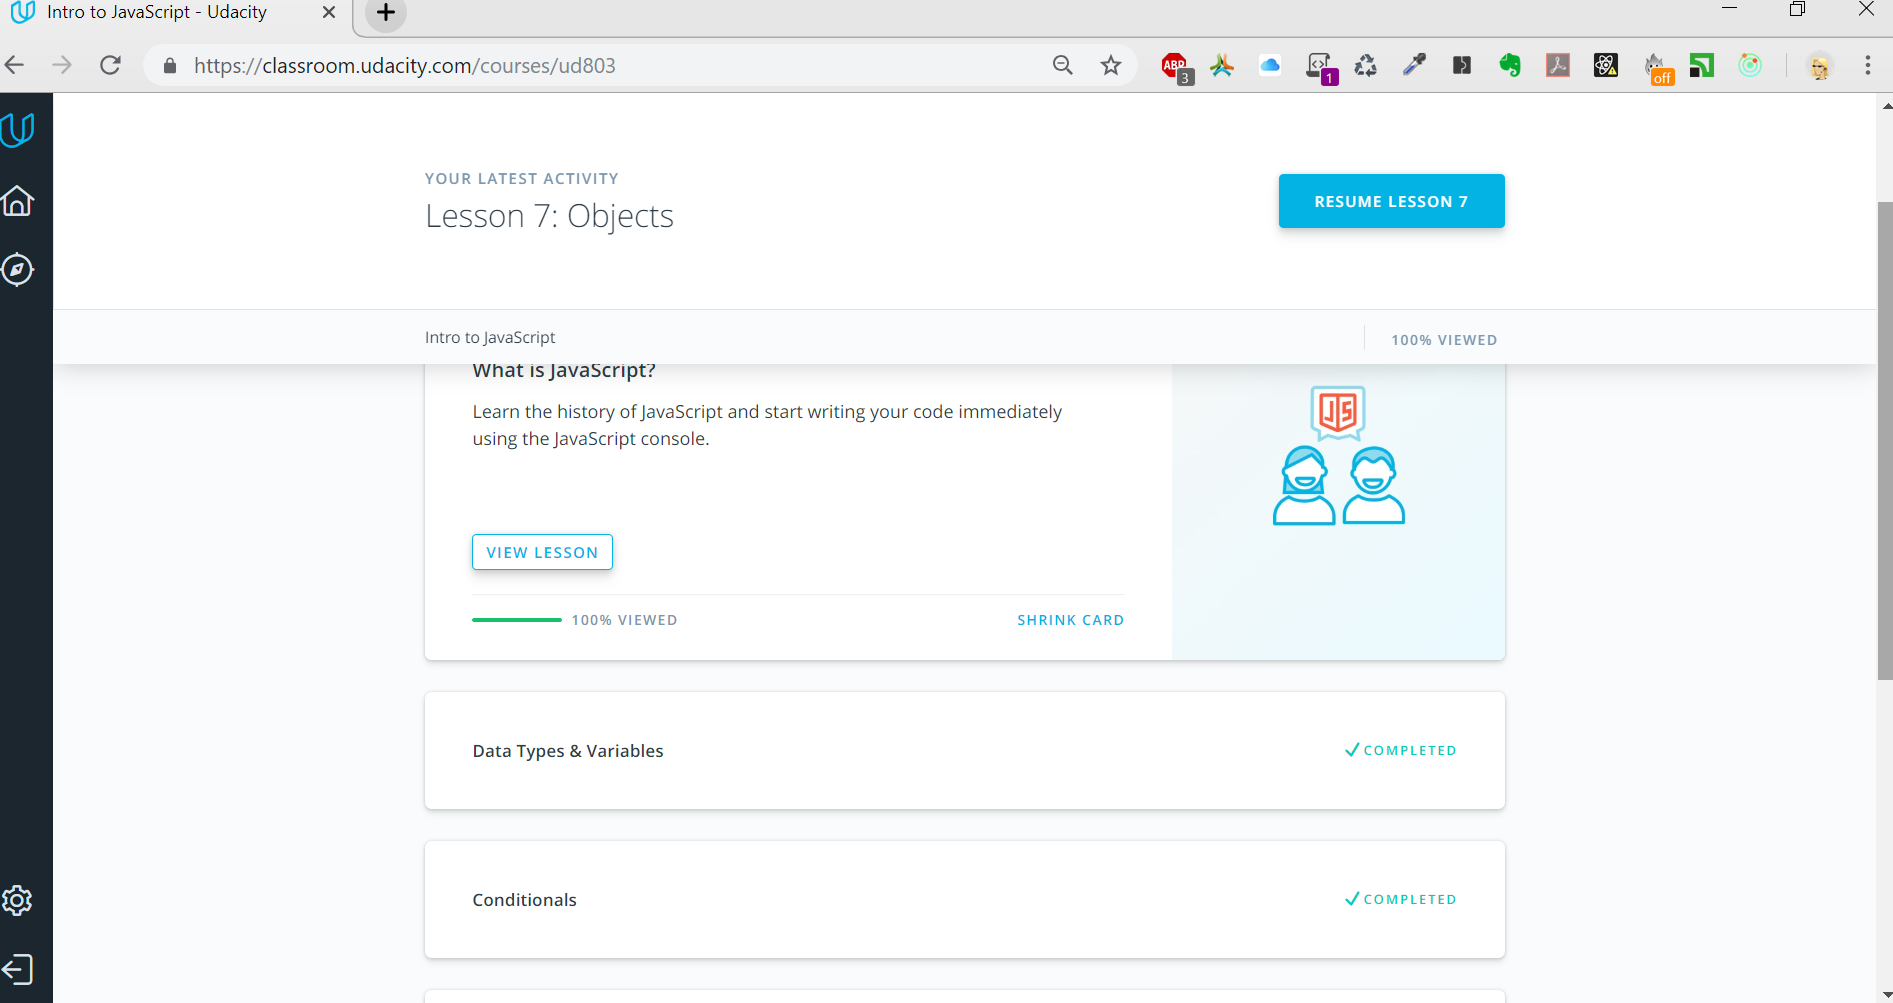 Intro to JavaScript - Udacity
https://classroom.udacity.com/courses/ud803
ABP
3
1
off
YOUR LATEST ACTIVITY
Lesson 7: Objects
RESUME LESSON 7
Intro to JavaScript
100% VIEWED
What is JavaScript?
Learn the history of JavaScript and start writing your code immediately
using the JavaScript console.
JS
VIEW LESSON
100% VIEWED
SHRINK CARD
Data Types & Variables
COMPLETED
Conditionals
COMPLETED